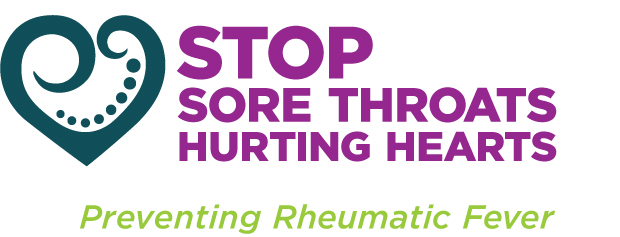 STOP
SORE THROATS
HURTING HEARTS
Preventing Rheumatic Fever